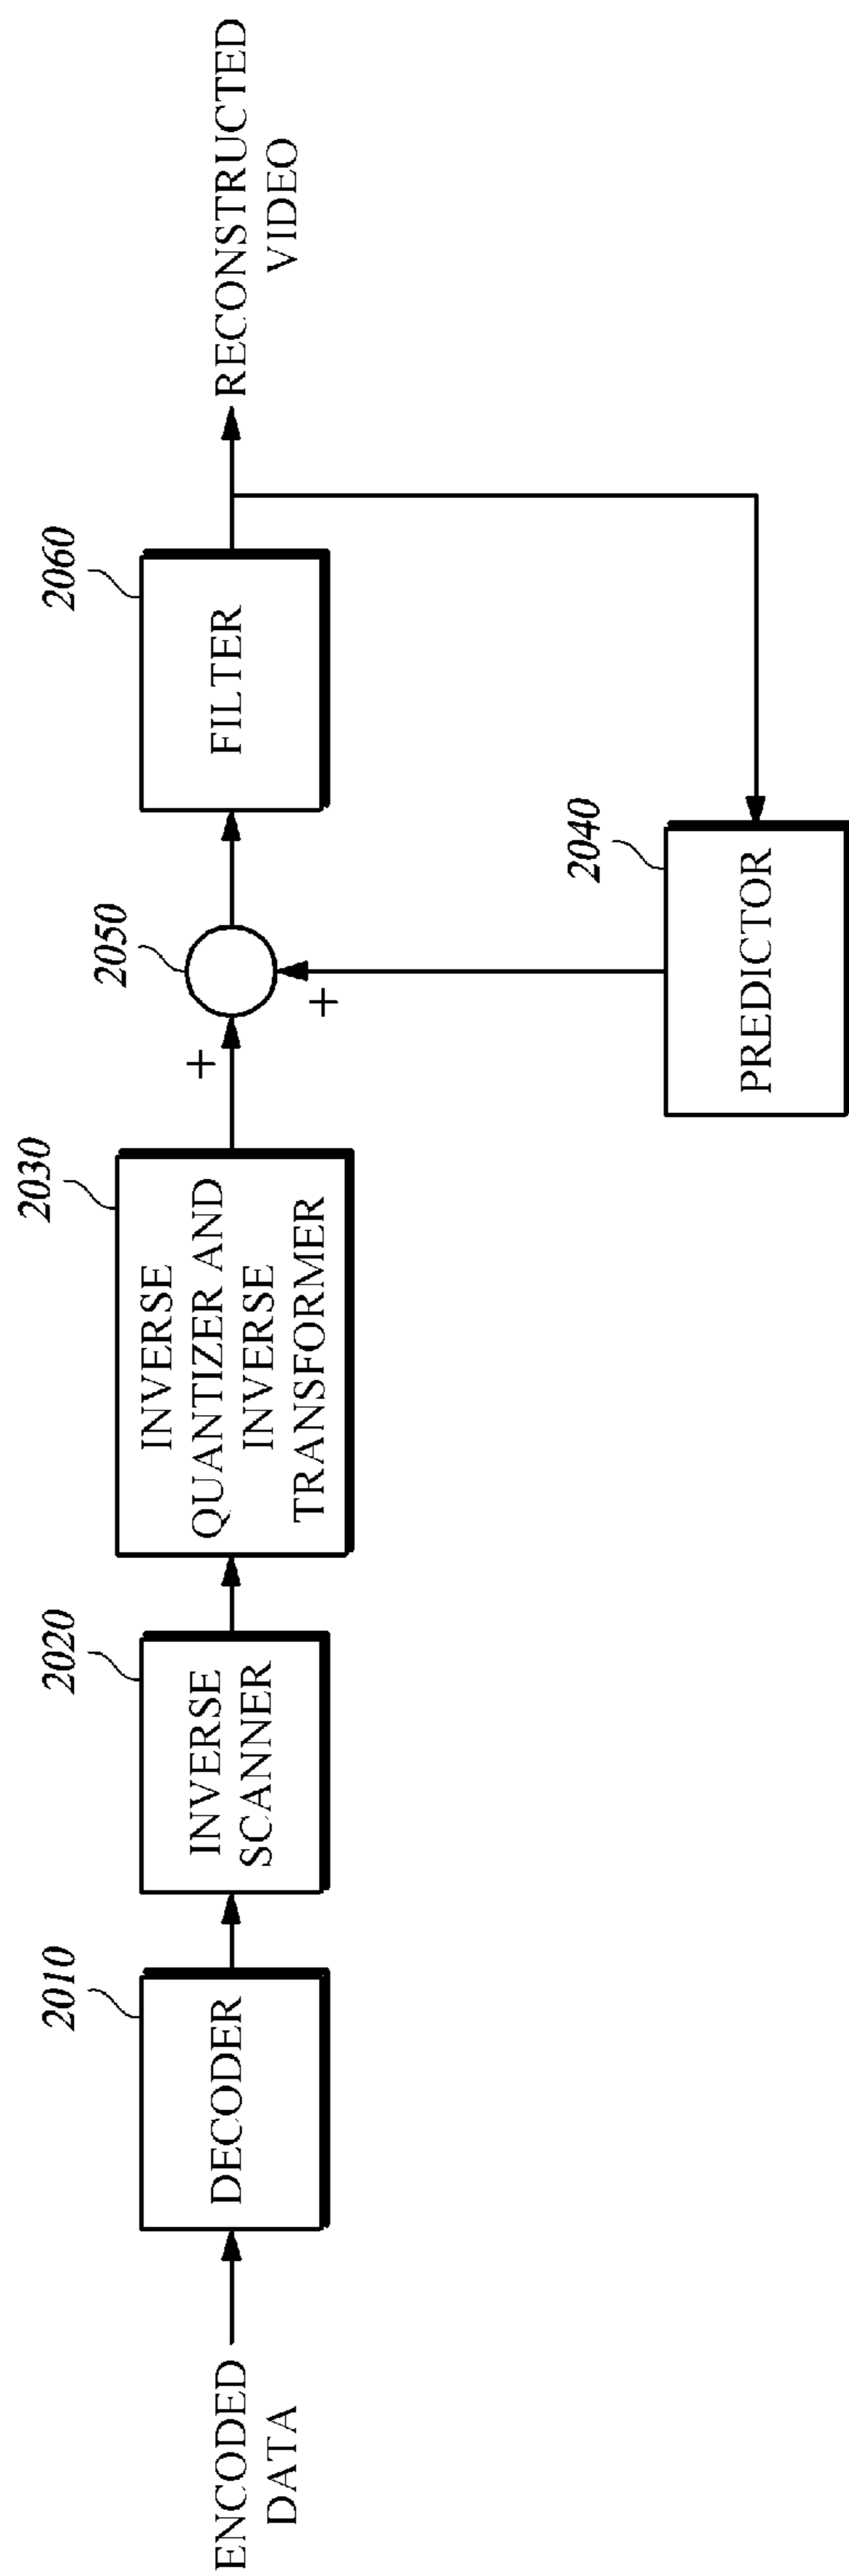 ENCODED
DATA
2010
DECODER
2020
INVERSE
SCANNER
2030
INVERSE
QUANTIZER AND
INVERSE
TRANSFORMER
+
+
2050
2060
FILTER
RECONSTRUCTED
VIDEO
2040
PREDICTOR